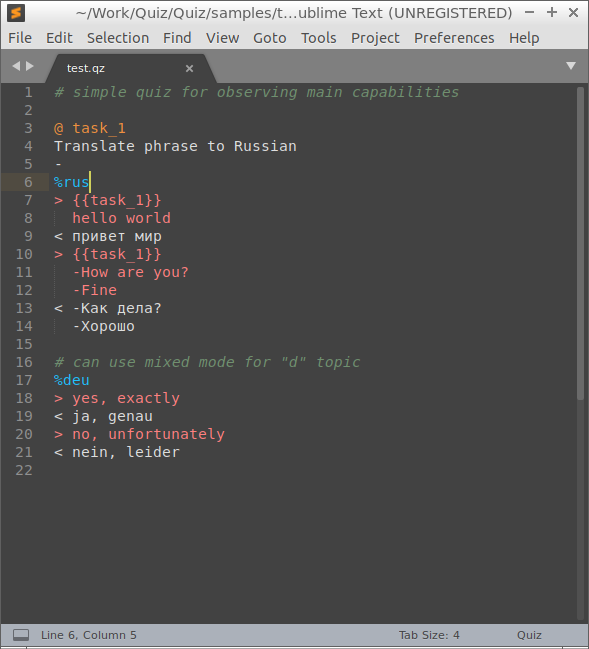 ~/Work/Quiz/Quiz/samples/t...ublime Text (UNREGISTERED)
File Edit Selection Find View Goto Tools Project Preferences Help
test.qz
1 # simple quiz for observing main capabilities
2
3 @ task_1
4 Translate phrase to Russian
5 -
6 %rus
7 > {{task_1}}
8 hello world
9 < привет мир
10 > {{task_1}}
11 -How are you?
12 -Fine
13 < -Как дела?
14 -Хорошо
15
16 # can use mixed mode for "d" topic
17 %deu
18 > yes, exactly
19 < ja, genau
20 > no, unfortunately
21 < nein, leider
22
Line 6, Column 5 Tab Size: 4 Quiz